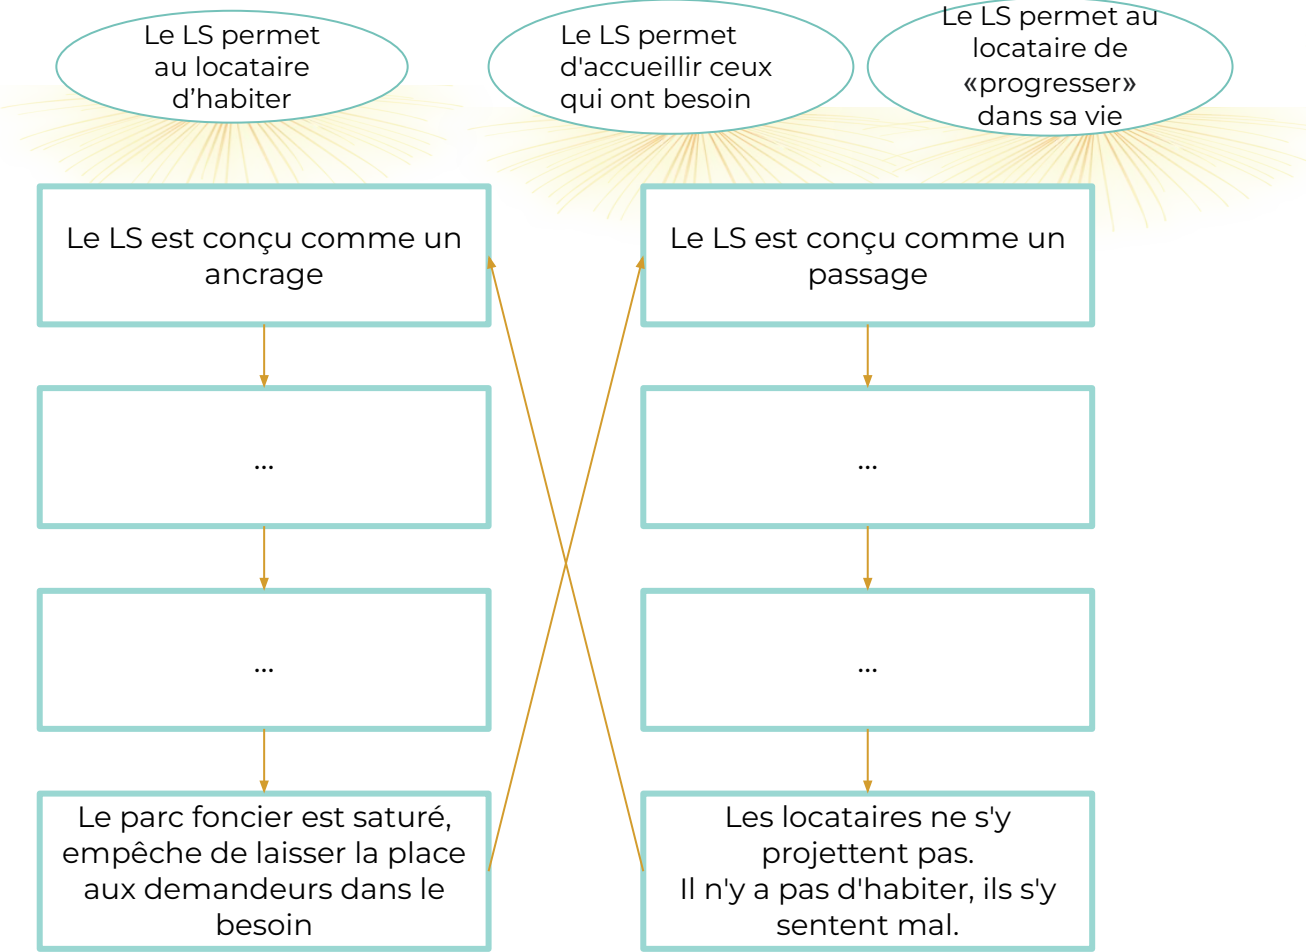 Le LS permet
au locataire
d’habiter
Le LS permet
d'accueillir ceux
qui ont besoin
Le LS permet au
locataire de
«progresser»
dans sa vie
Le LS est conçu comme un
ancrage
Le LS est conçu comme un
passage
...
...
...
...
Le parc foncier est saturé,
empêche de laisser la place
aux demandeurs dans le
besoin
Les locataires ne s'y
projettent pas.
Il n'y a pas d'habiter, ils s'y
sentent mal.